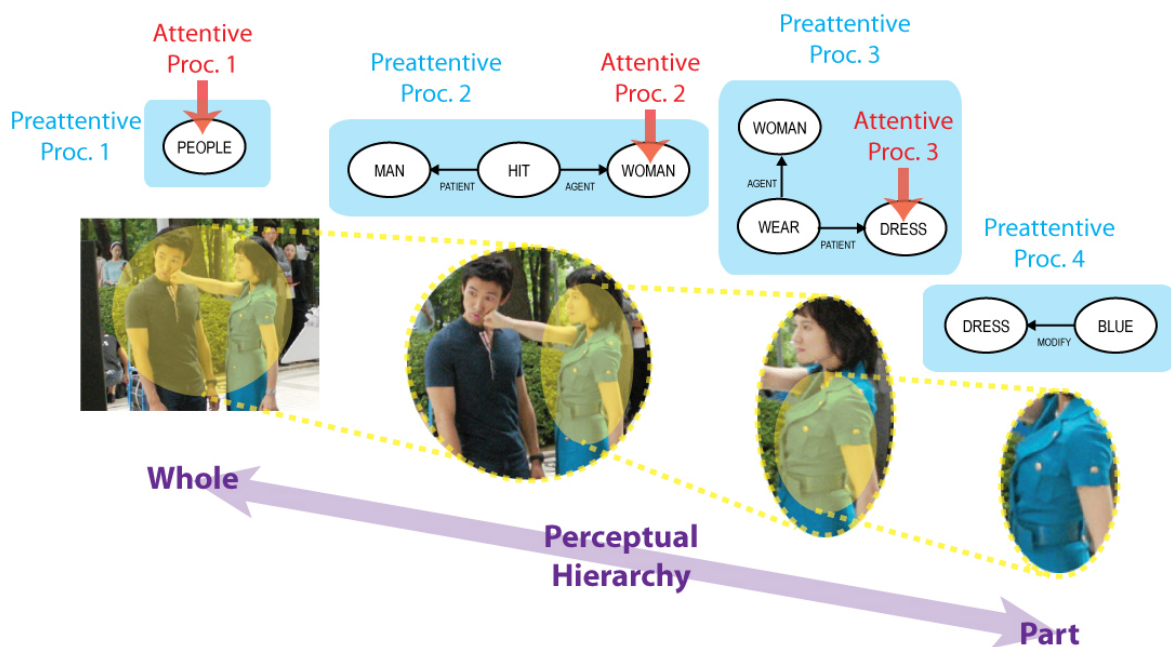 Attentive
Proc. 1
Preattentive
Proc. 1
PEOPLE
Preattentive
Proc. 2
Attentive
Proc. 2
MAN
HIT
WOMAN
PATIENT
AGENT
Preattentive
Proc. 3
WOMAN
Attentive
Proc. 3
AGENT
WEAR
DRESS
PATIENT
Preattentive
Proc. 4
DRESS
BLUE
MODIFY
Whole
Perceptual
Hierarchy
Part